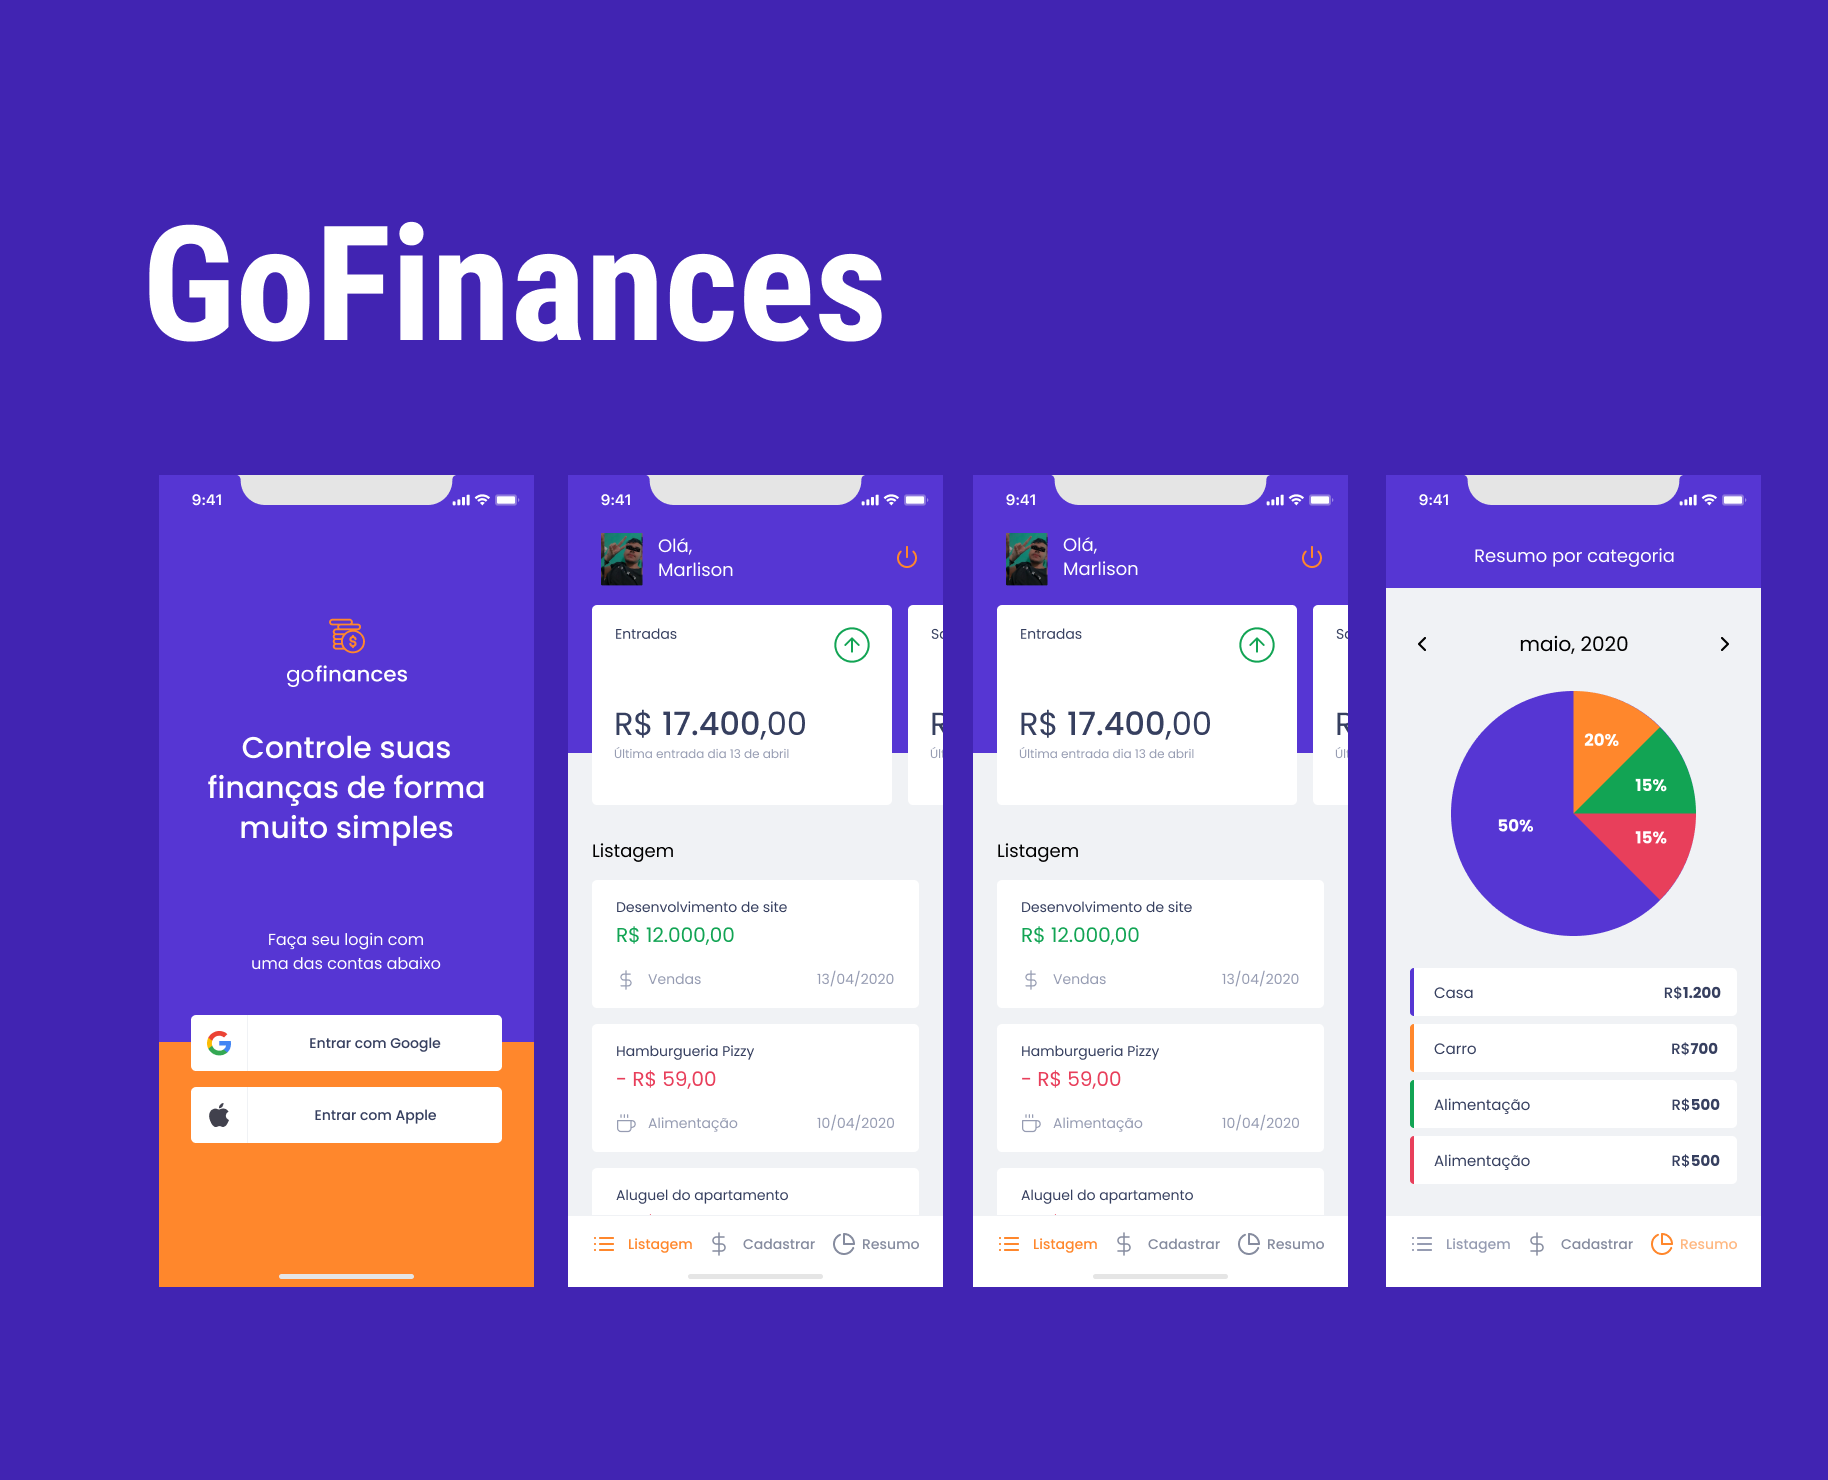 GoFinances
9:41
gofinances
Controle suas
finanças de forma
muito simples
Faça seu login com
uma das contas abaixo
Entrar com Google
Entrar com Apple
9:41
Olá,
Marlison
Entradas
R$ 17.400,00
Última entrada dia 13 de abril
Listagem
Desenvolvimento de site
R$ 12.000,00
Vendas 13/04/2020
Hamburgueria Pizzy
- R$ 59,00
Alimentação 10/04/2020
Aluguel do apartamento
Listagem Cadastrar Resumo
9:41
Olá,
Marlison
Entradas
R$ 17.400,00
Última entrada dia 13 de abril
Listagem
Desenvolvimento de site
R$ 12.000,00
Vendas 13/04/2020
Hamburgueria Pizzy
- R$ 59,00
Alimentação 10/04/2020
Aluguel do apartamento
Listagem Cadastrar Resumo
9:41
Resumo por categoria
maio, 2020
20%
15%
50%
15%
Casa R$1.200
Carro R$700
Alimentação R$500
Alimentação R$500
Listagem Cadastrar Resumo